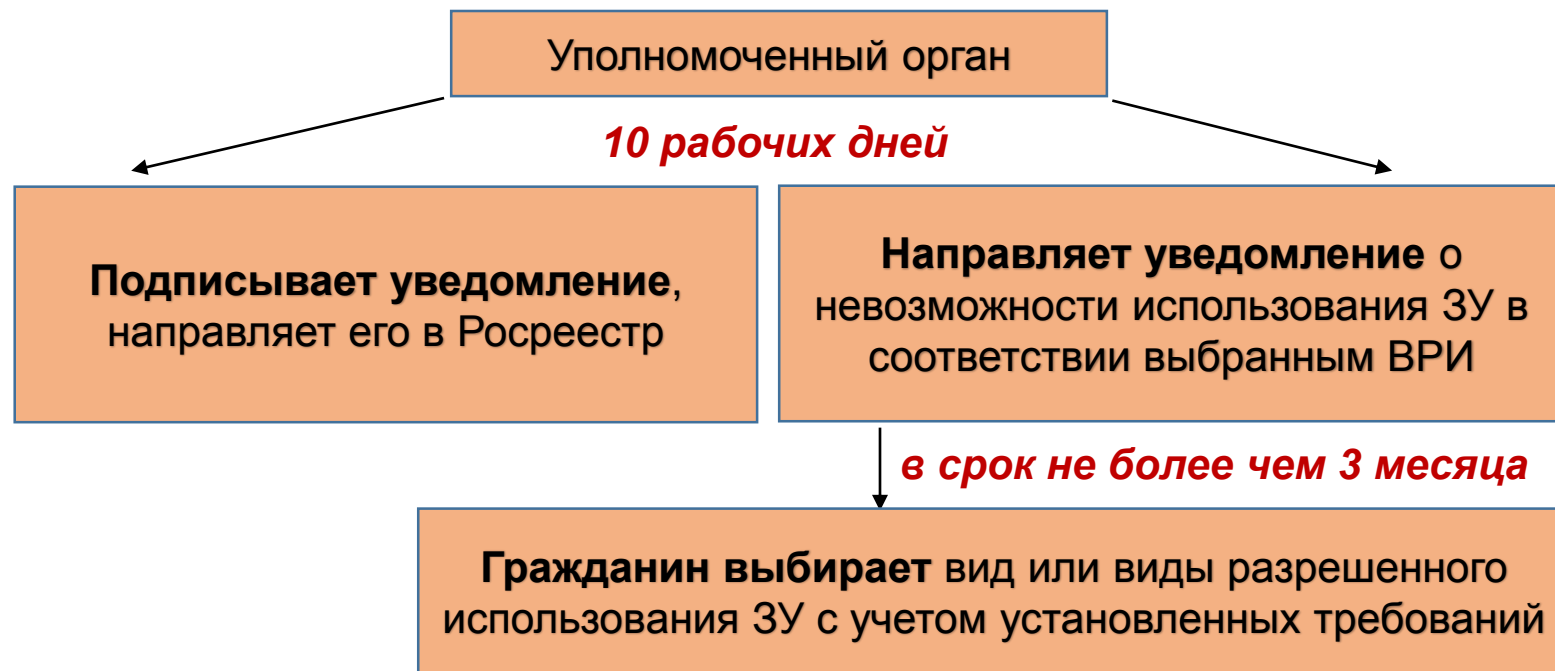 Уполномоченный орган
10 рабочих дней
Подписывает уведомление,
направляет его в Росреестр
Направляет уведомление о
невозможности использования ЗУ в
соответствии выбранным ВРИ
в срок не более чем 3 месяца
Гражданин выбирает вид или виды разрешенного
использования ЗУ с учетом установленных требований